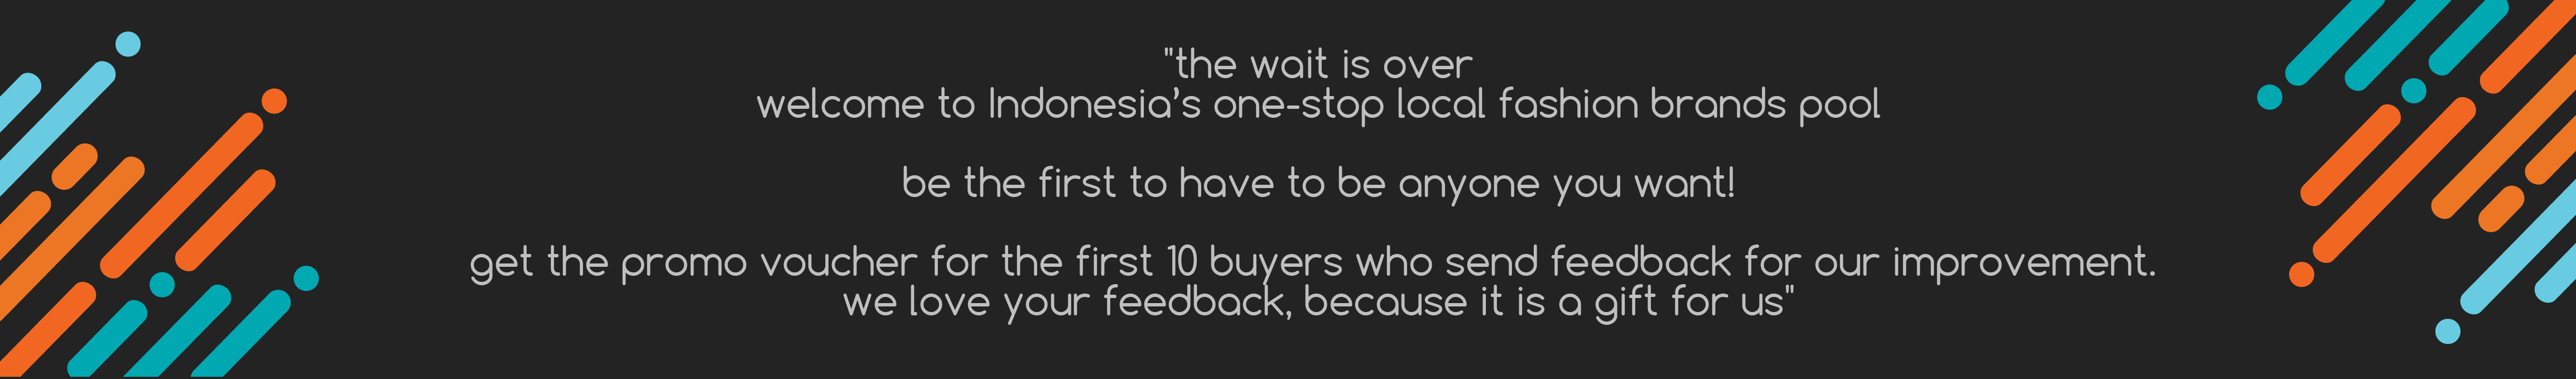 "the wait is over
welcome to Indonesia’s one-stop local fashion brands pool
be the first to have to be anyone you want!
get the promo voucher for the first 10 buyers who send feedback for our improvement.
we love your feedback, because it is a gift for us"